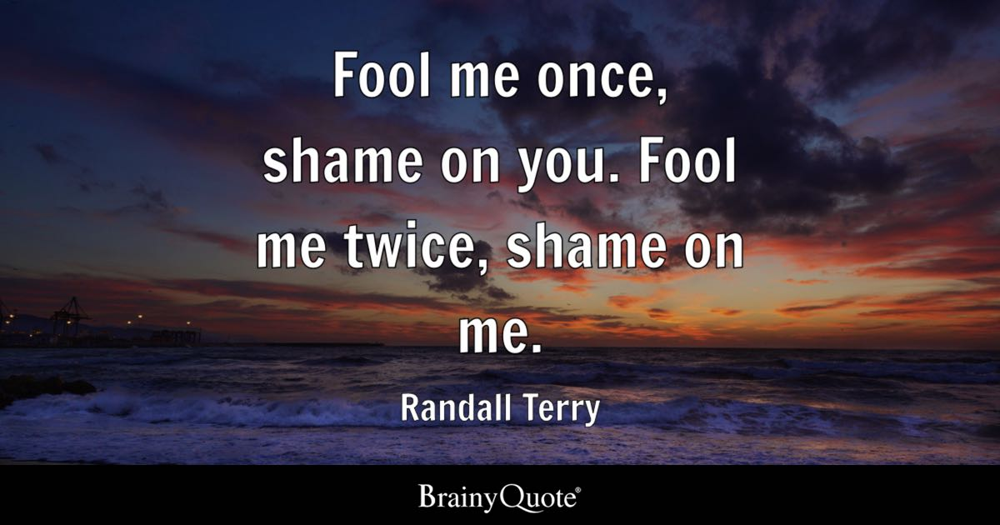 Fool me once,
shame on you. Fool
me twice, shame on
me.
Randall Terry
BrainyQuote®